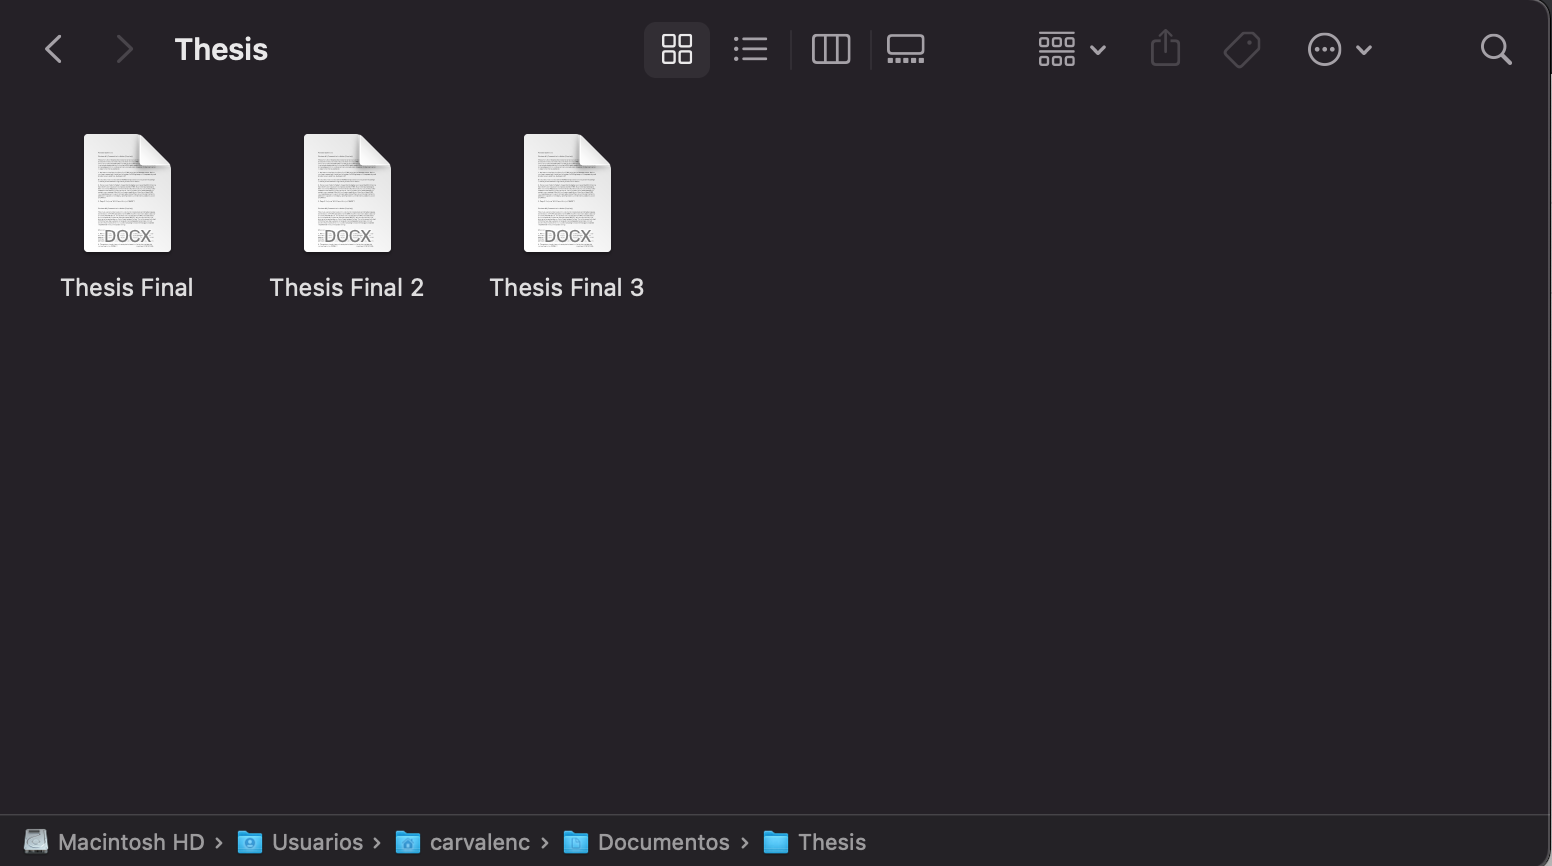 Thesis
DOCX
DOCX
DOCX
Thesis Final
Thesis Final 2
Thesis Final 3
Macintosh HD › Usuarios › carvalenc › Documentos › Thesis